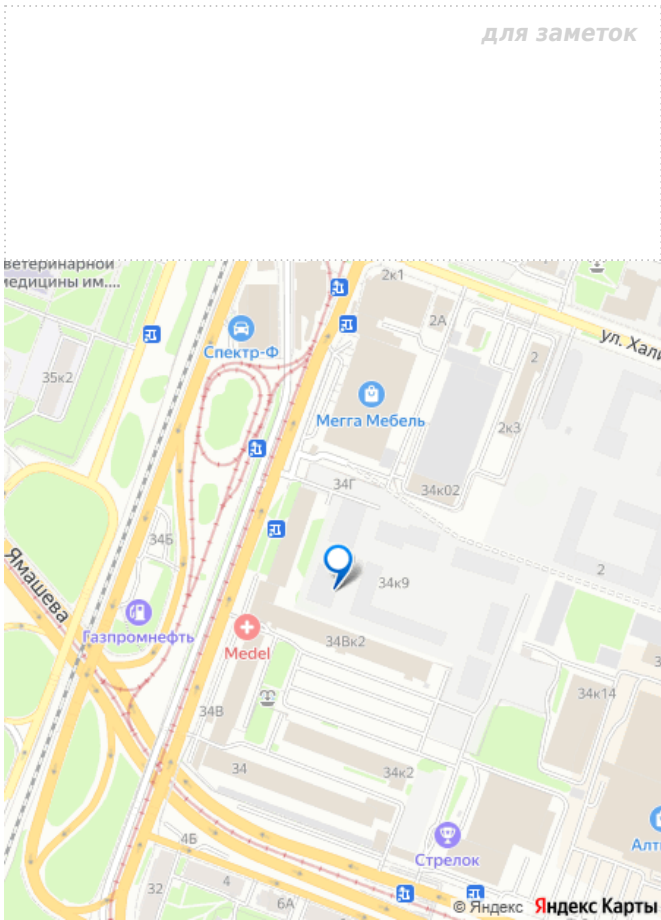 для заметок
ветеринарной
медицины им....
2к1
2А
Спектр-Ф
ул. Хали
2
35к2
Мегга Мебель
2к3
34Г
34к02
34Б
Ямашева
34к9
2
Газпромнефть
Medel
34Вк2
34к14
34В
34
34к2
Алт
4Б
Стрелок
32
4
6А
© Яндекс Яндекс Карты